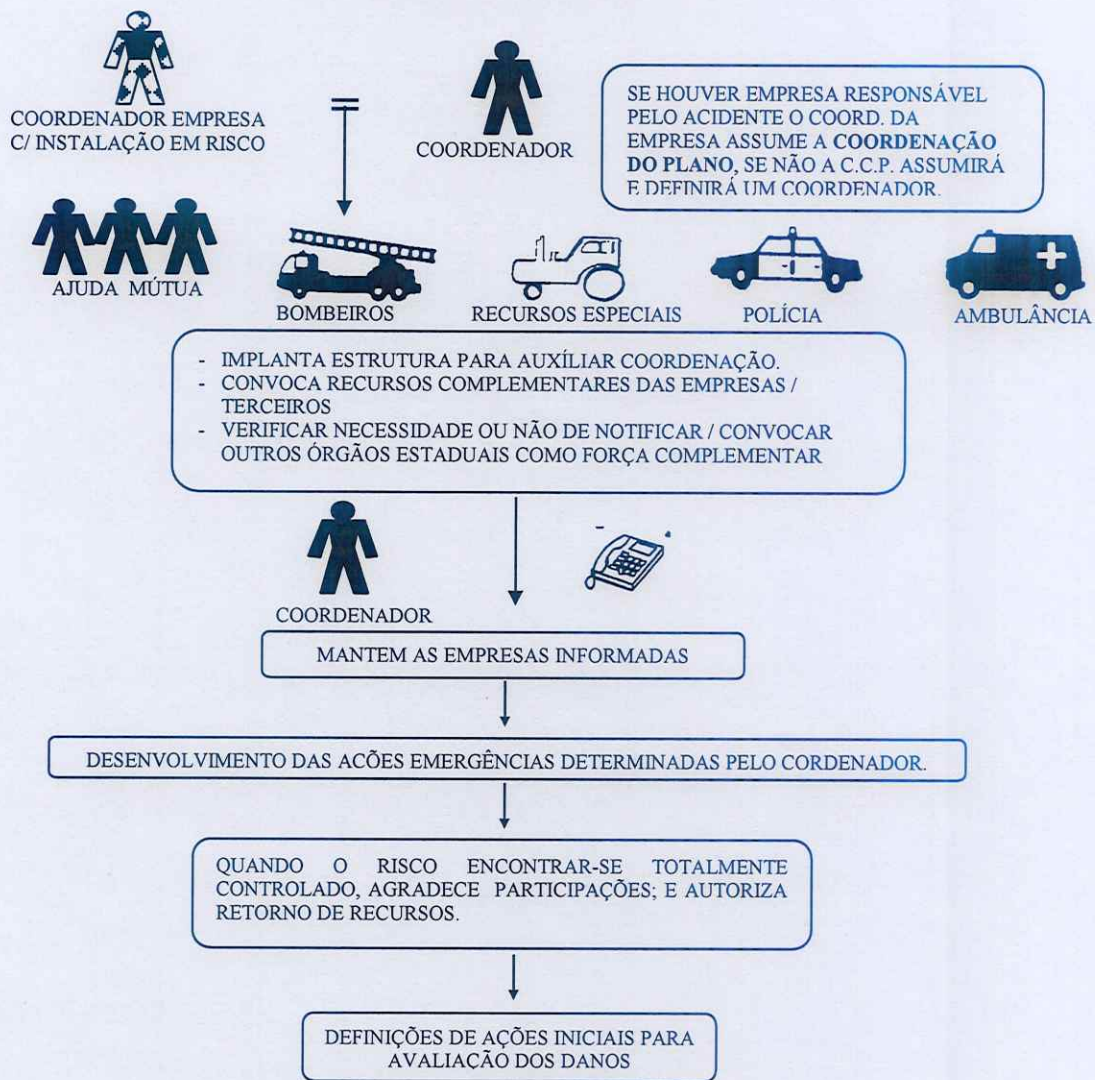 COORDENADOR EMPRESA
C/ INSTALAÇÃO EM RISCO
=
COORDENADOR
SE HOUVER EMPRESA RESPONSÁVEL
PELO ACIDENTE O COORD. DA
EMPRESA ASSUME A COORDENAÇÃO
DO PLANO, SE NÃO A C.C.P. ASSUMIRÁ
E DEFINIRÁ UM COORDENADOR.
AJUDA MÚTUA
BOMBEIROS
RECURSOS ESPECIAIS
POLÍCIA
AMBULÂNCIA
- IMPLANTA ESTRUTURA PARA AUXÍLIAR COORDENAÇÃO.
- CONVOCA RECURSOS COMPLEMENTARES DAS EMPRESAS /
TERCEIROS
- VERIFICAR NECESSIDADE OU NÃO DE NOTIFICAR / CONVOCAR
OUTROS ÓRGÃOS ESTADUAIS COMO FORÇA COMPLEMENTAR
COORDENADOR
MANTEM AS EMPRESAS INFORMADAS
DESENVOLVIMENTO DAS ACÕES EMERGÊNCIAS DETERMINADAS PELO CORDENADOR.
QUANDO O RISCO ENCONTRAR-SE TOTALMENTE
CONTROLADO, AGRADECE PARTICIPAÇÕES; E AUTORIZA
RETORNO DE RECURSOS.
DEFINIÇÕES DE AÇÕES INICIAIS PARA
AVALIAÇÃO DOS DANOS